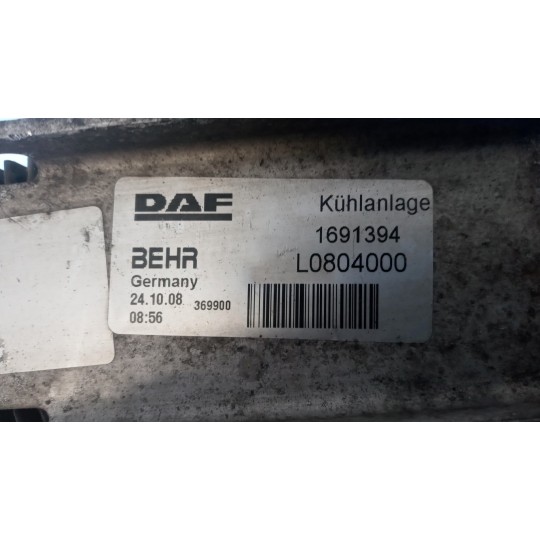 DAF Kühlanlage
1691394
BEHR L0804000
Germany
24.10.08 369900
08:56